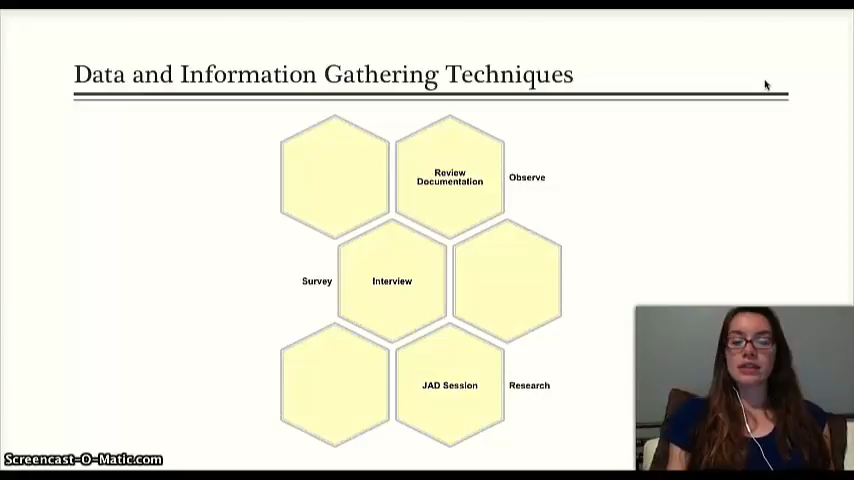 Data and Information Gathering Techniques
Review
Documentation
Observe
Survey
Interview
JAD Session
Research
Screencast-O-Matic.com